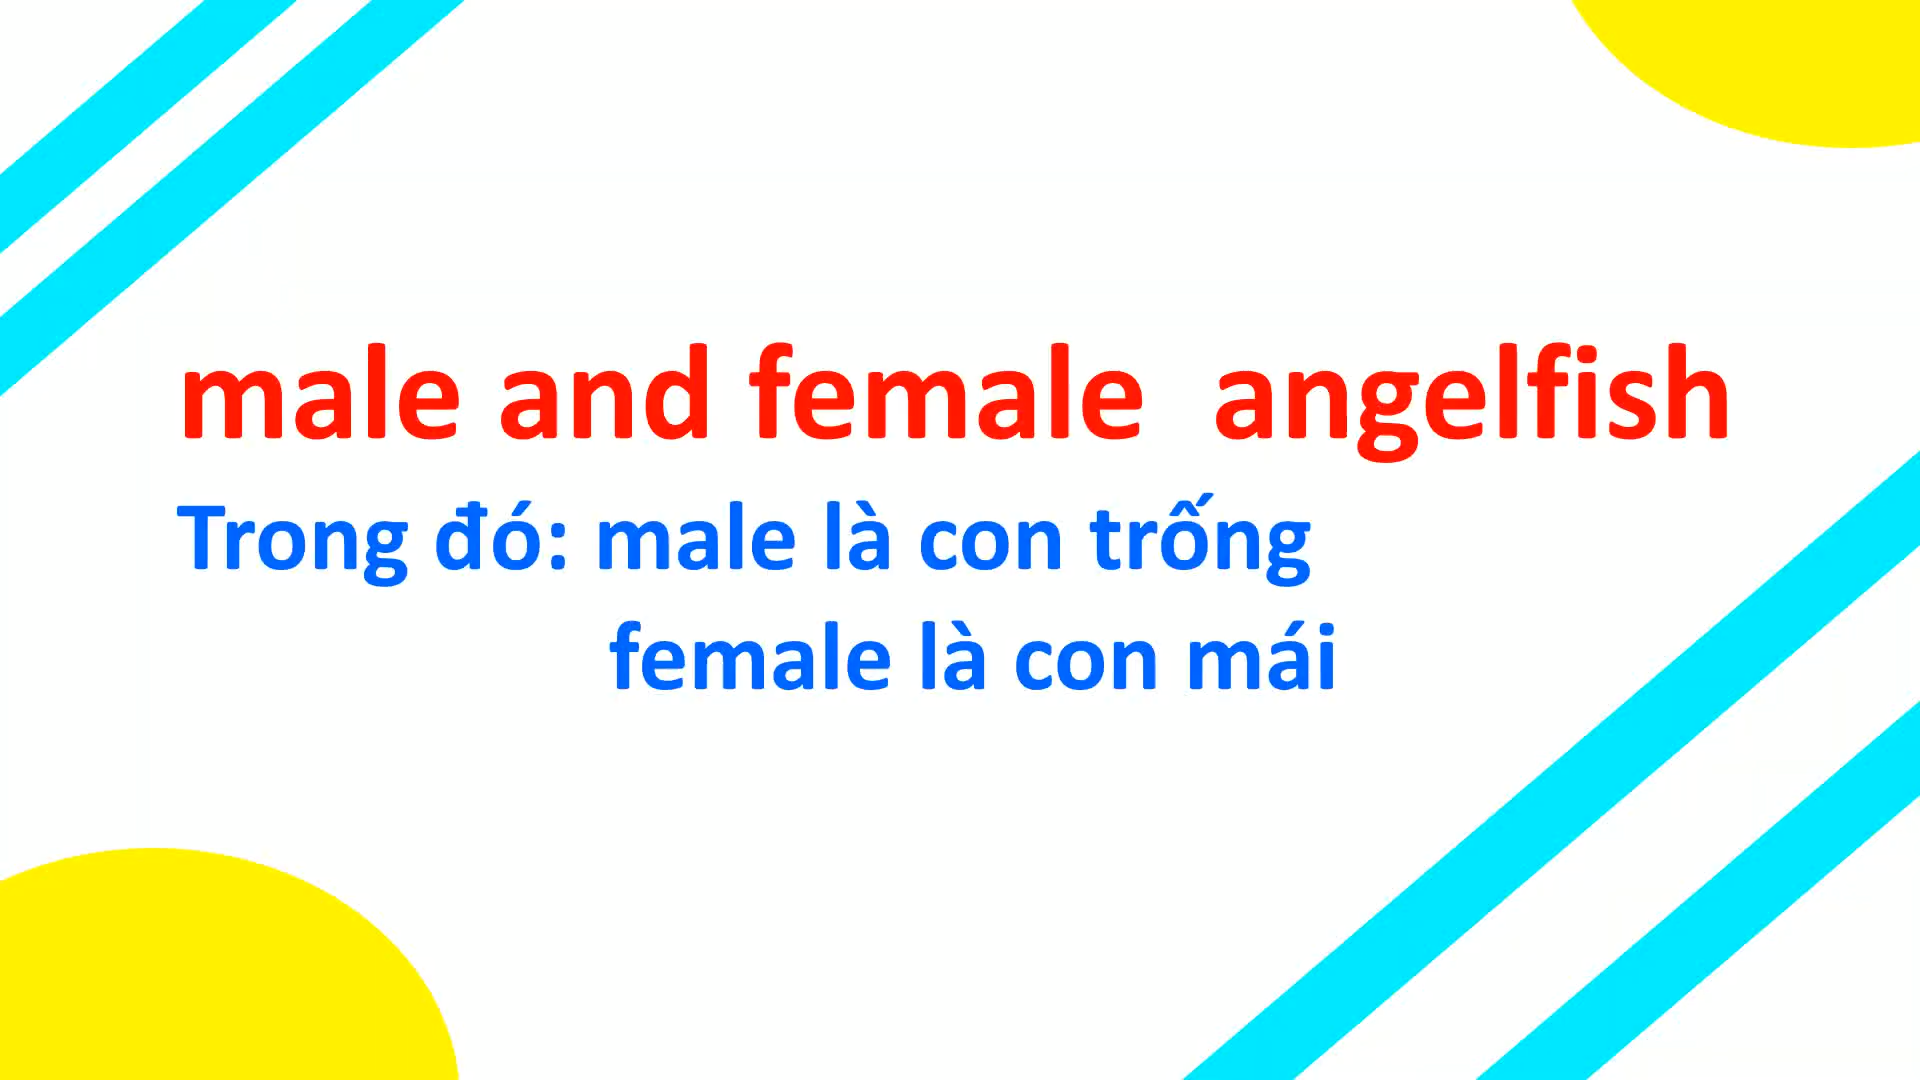 male and female  angelfish
Trong đó: male là con trống
female là con mái